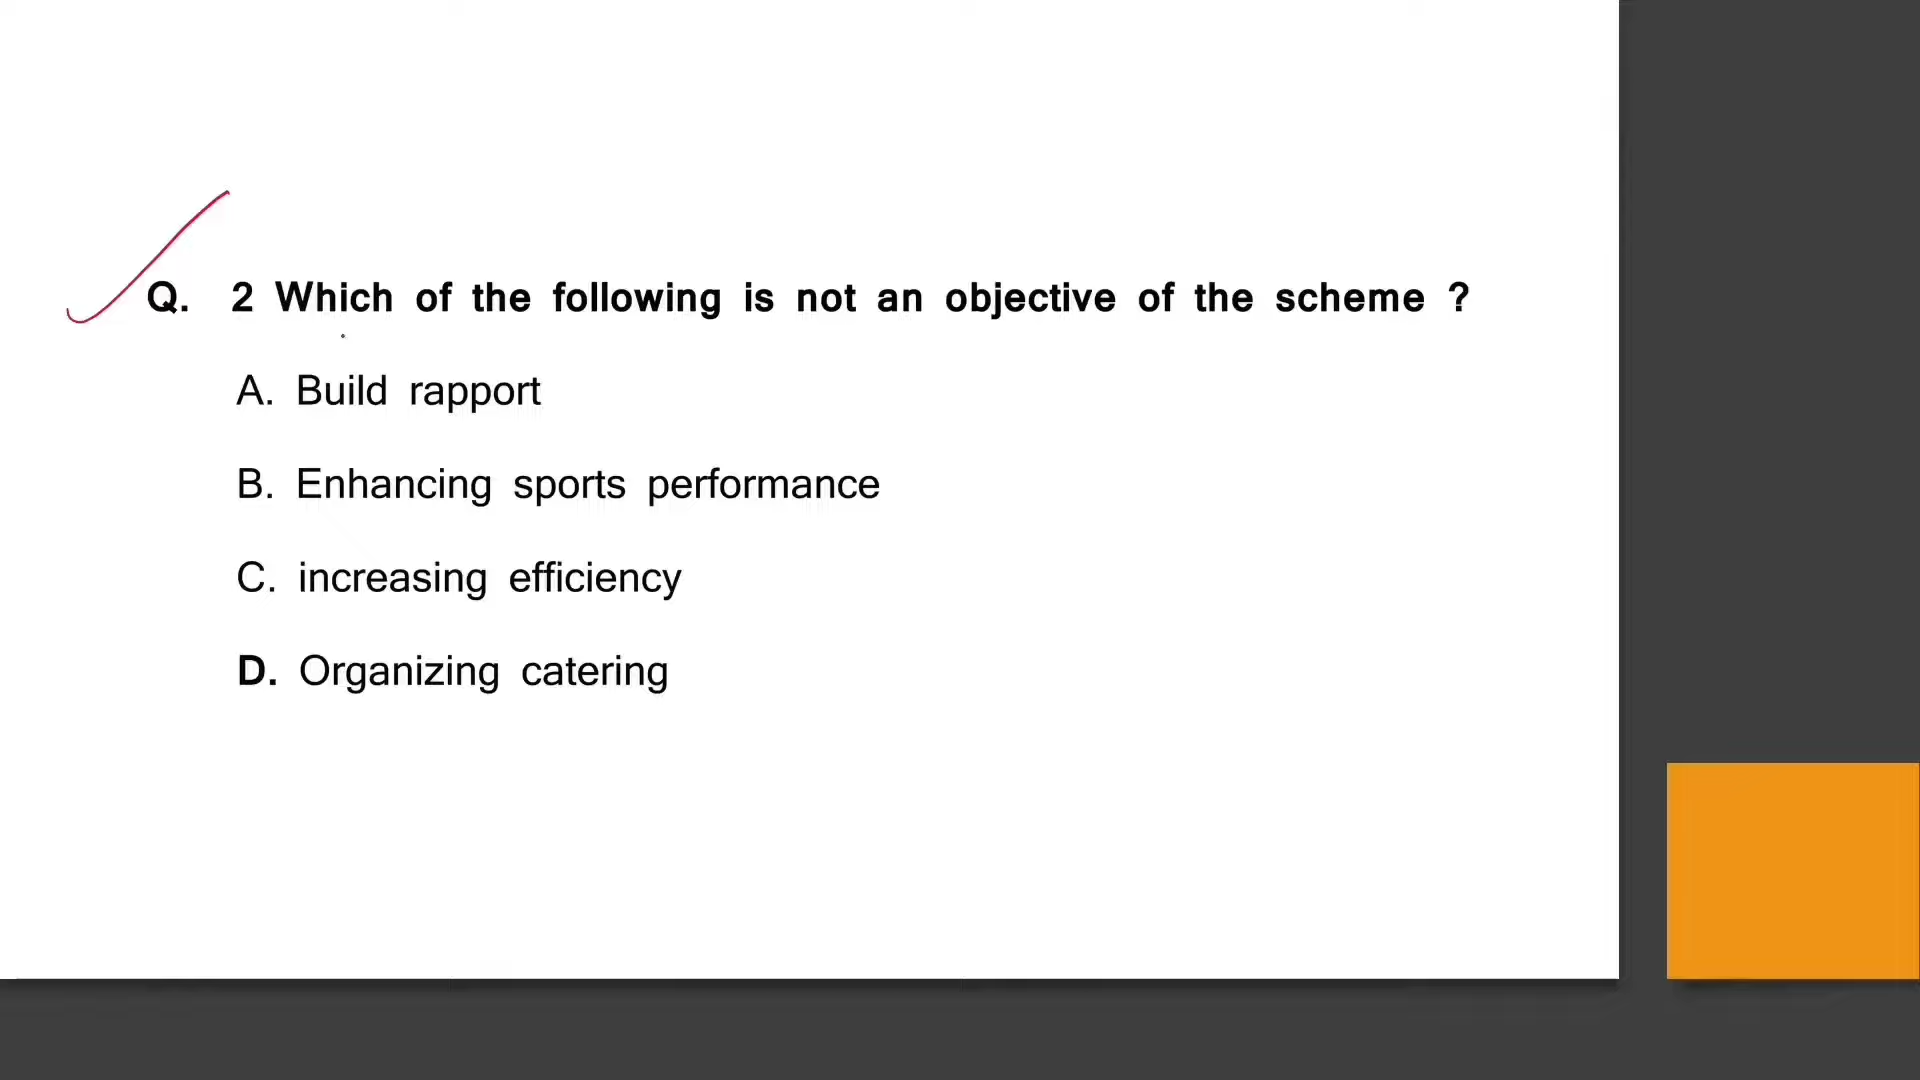 Q. 2 Which of the following is not an objective of the scheme ?
A. Build rapport
B. Enhancing sports performance
C. increasing efficiency
D. Organizing catering